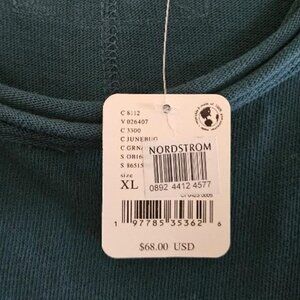 C 8112
V 026407
C 3300
C JUNEBUG
C GRN
S OB16
S 8651
size
XL
NORDSTROM
0892 4412 4577
1 97785 35362 6
$68.00 USD